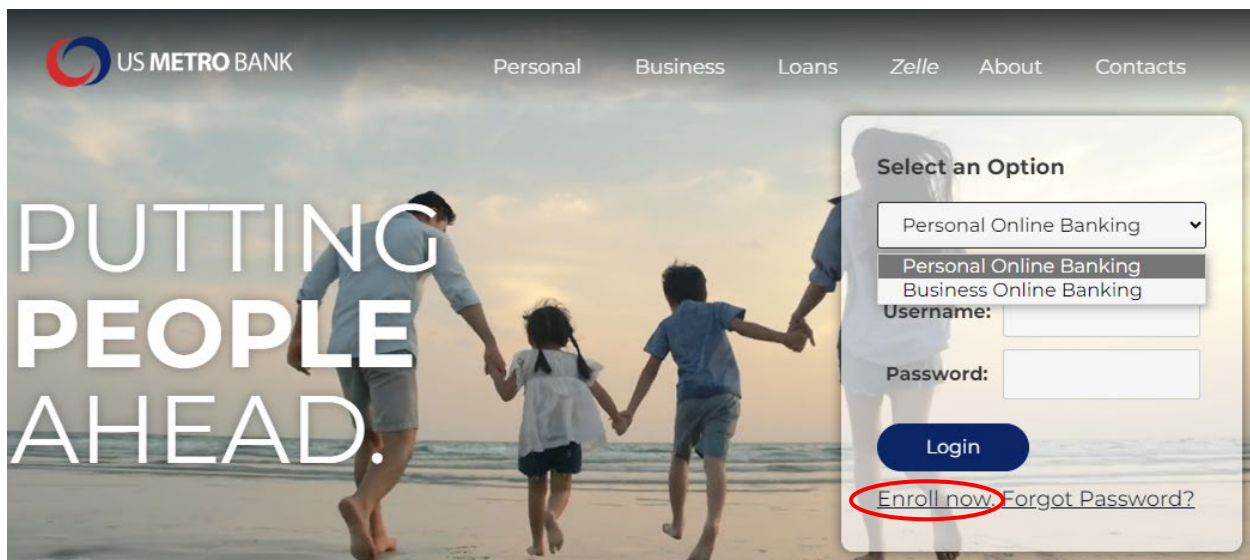 US METRO BANK
Personal Business Loans Zelle About Contacts
PUTTING
PEOPLE
AHEAD.
Select an Option
Personal Online Banking
Personal Online Banking
Business Online Banking
Username:
Password:
Login
Enroll now. Forgot Password?